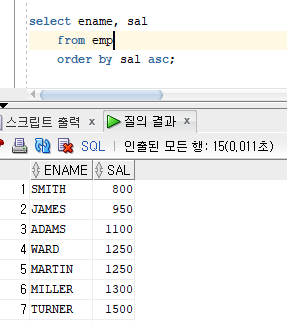 select ename, sal
from emp
order by sal asc;
스크립트 출력 × 질의 결과 ×
SQL | 인출된 모든 행: 15(0,011초)
ENAME SAL
1 SMITH 800
2 JAMES 950
3 ADAMS 1100
4 WARD 1250
5 MARTIN 1250
6 MILLER 1300
7 TURNER 1500